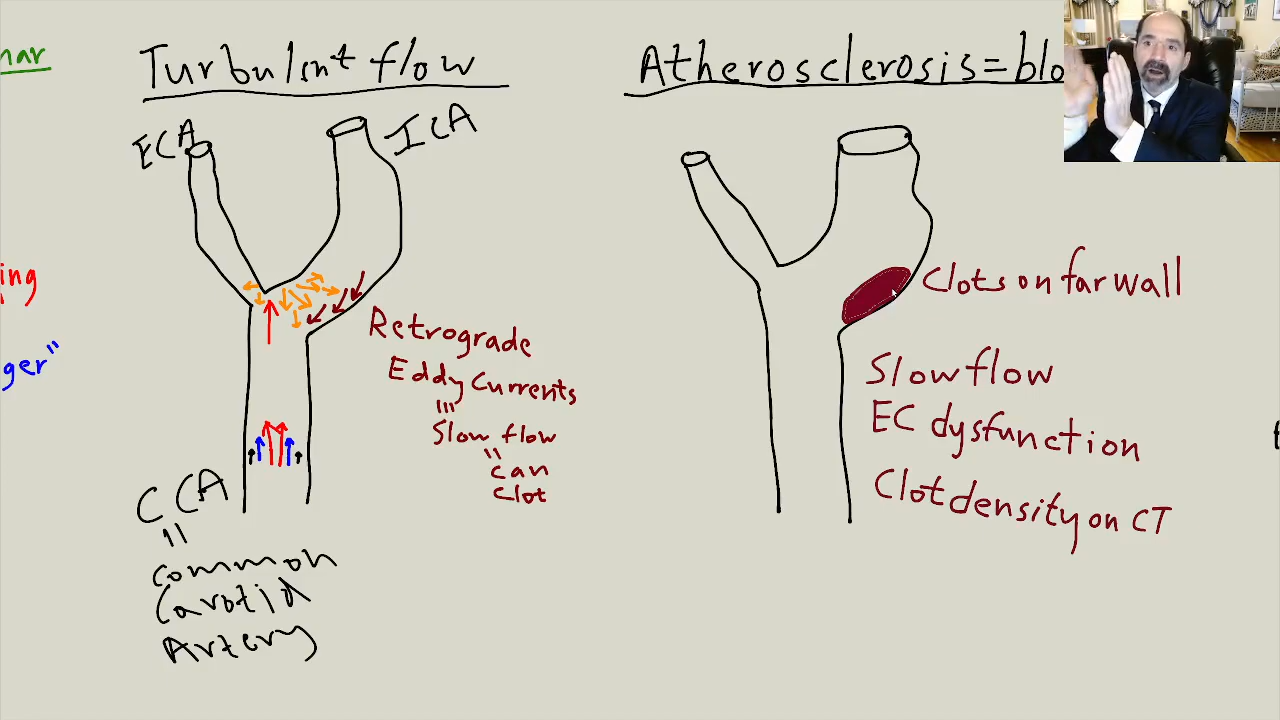 nar
ing
ger"
Turbulent flow
ECA
ICA
Retrograde
Eddy Currents
=
Slow flow
=
can
clot
CCA
=
common
Carotid
Artery
Atherosclerosis=blo
Clots on far wall
Slow flow
EC dysfunction
Clot density on CT